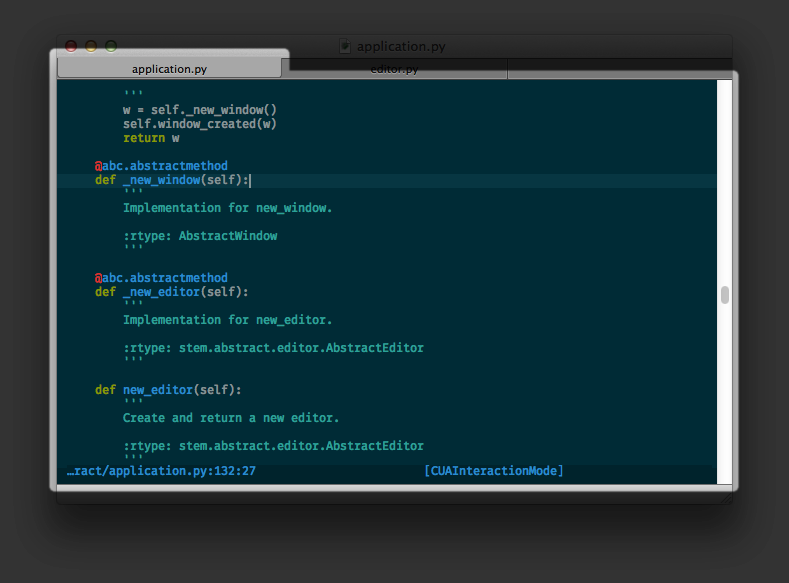 application.py
application.py
editor.py
'''
w = self._new_window()
self.window_created(w)
return w
@abc.abstractmethod
def _new_window(self):
'''
Implementation for new_window.
:rtype: AbstractWindow
'''
@abc.abstractmethod
def _new_editor(self):
'''
Implementation for new_editor.
:rtype: stem.abstract.editor.AbstractEditor
'''
def new_editor(self):
'''
Create and return a new editor.
:rtype: stem.abstract.editor.AbstractEditor
'''
…ract/application.py:132:27 [CUAInteractionMode]